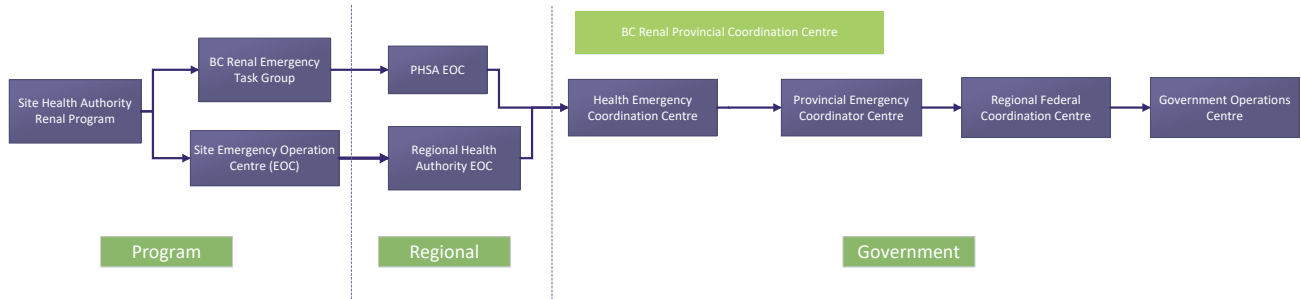 BC Renal Provincial Coordination Centre
BC Renal Emergency
Task Group
PHSA EOC
Site Health Authority
Renal Program
Health Emergency
Coordination Centre
Provincial Emergency
Coordinator Centre
Regional Federal
Coordination Centre
Government Operations
Centre
Site Emergency Operation
Centre (EOC)
Regional Health
Authority EOC
Program
Regional
Government